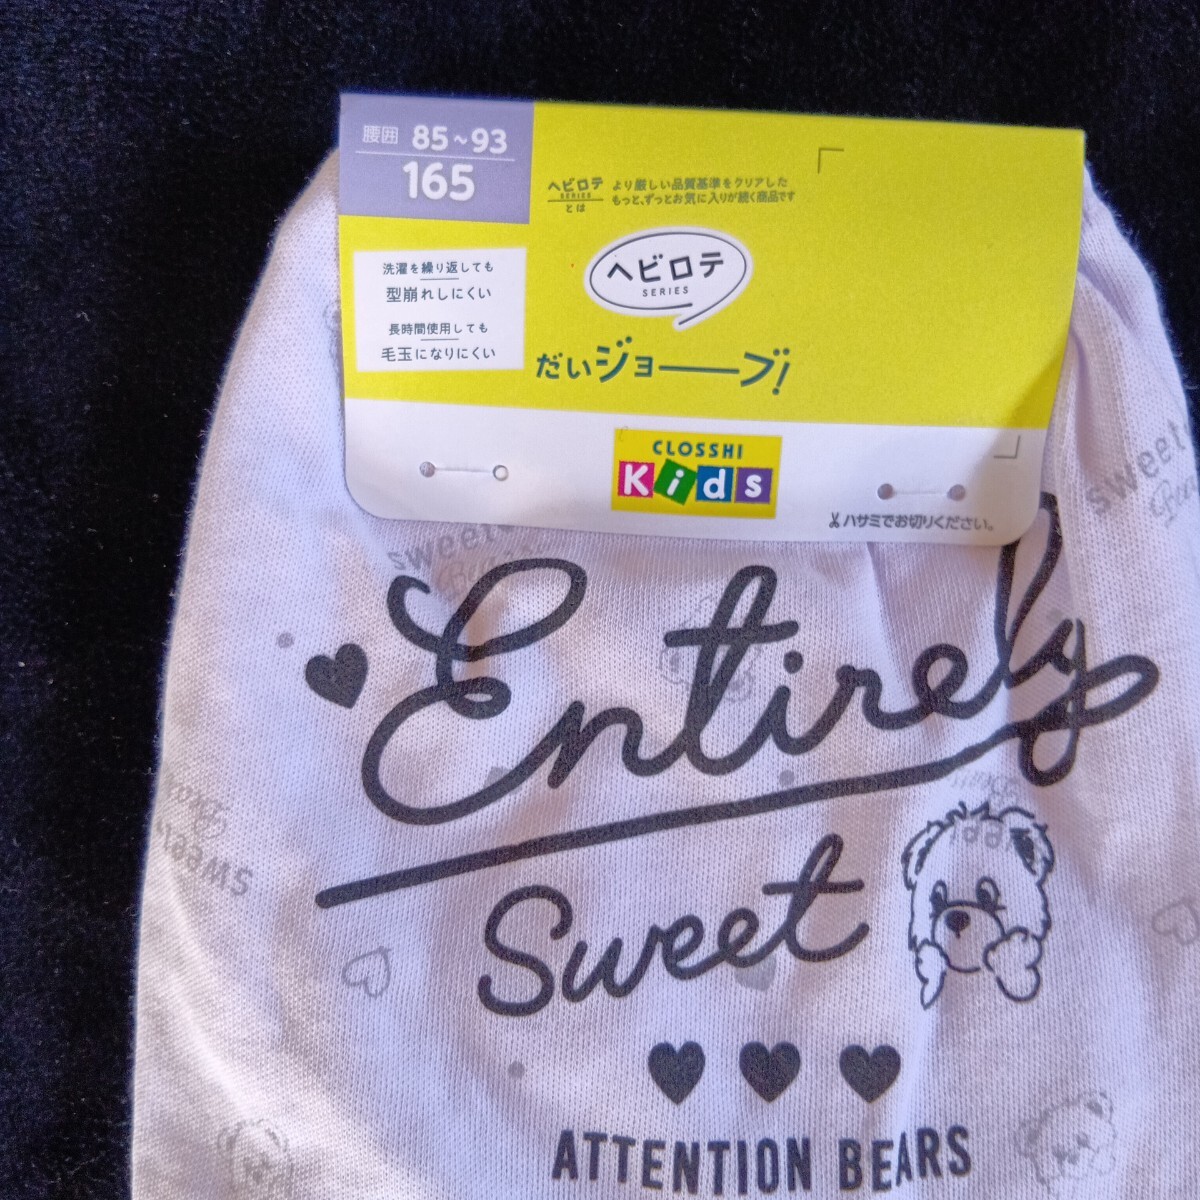 腰囲 85~93
165
ヘビロテ
SERIES
とは
より厳しい品質基準をクリアした
もっと、ずっとお気に入りが続く商品です
洗濯を繰り返しても
型崩れしにくい
長時間使用しても
毛玉になりにくい
ヘビロテ
SERIES
だいジョーブ!
CLOSSHI
Kids
ハサミでお切りください。
sweet
sweet
Entirely
sweet
Sweet
ATTENTION BEARS